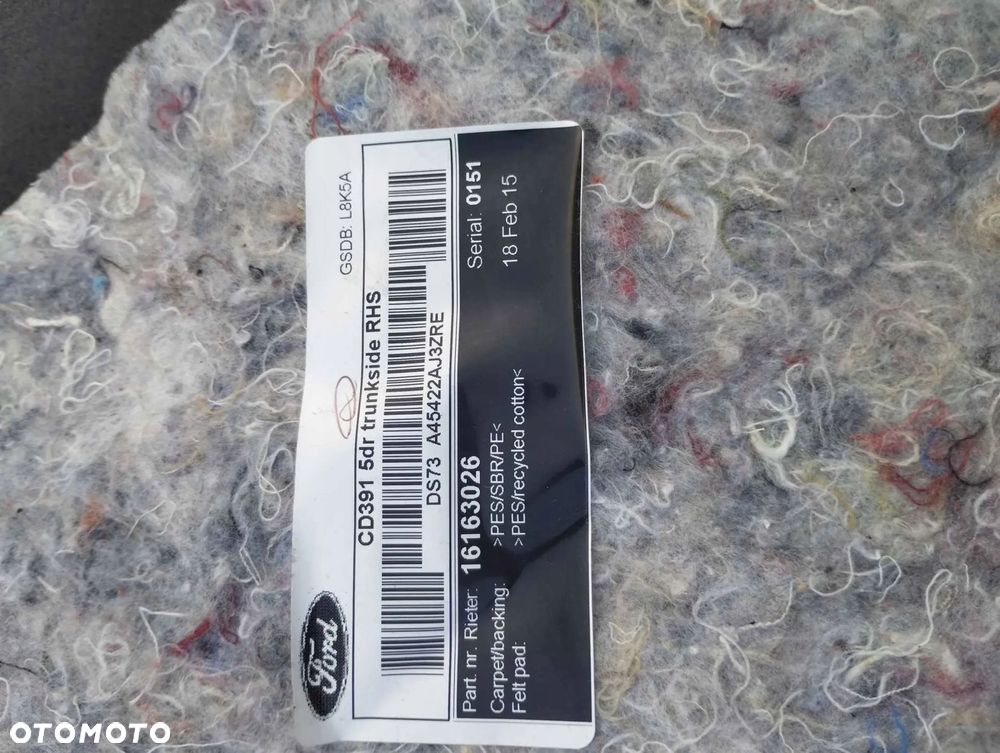 Ford
GSDB: L8K5A
CD391 5dr trunkside RHS
DS73 A45422AJ3ZRE
Part. nr. Rieter: 16163026
Serial: 0151
Carpet/backing: >PES/SBR/PE<
18 Feb 15
Felt pad: >PES/recycled cotton<
OTOMOTO